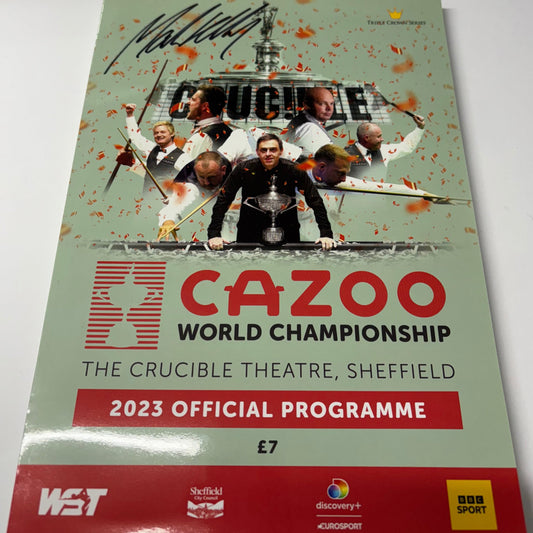 TRIPLE CROWN SERIES
CRUCIBLE
CAZOO
WORLD CHAMPIONSHIP
THE CRUCIBLE THEATRE, SHEFFIELD
2023 OFFICIAL PROGRAMME
£7
WST
Sheffield
City Council
discovery+
EUROSPORT
BBC
SPORT